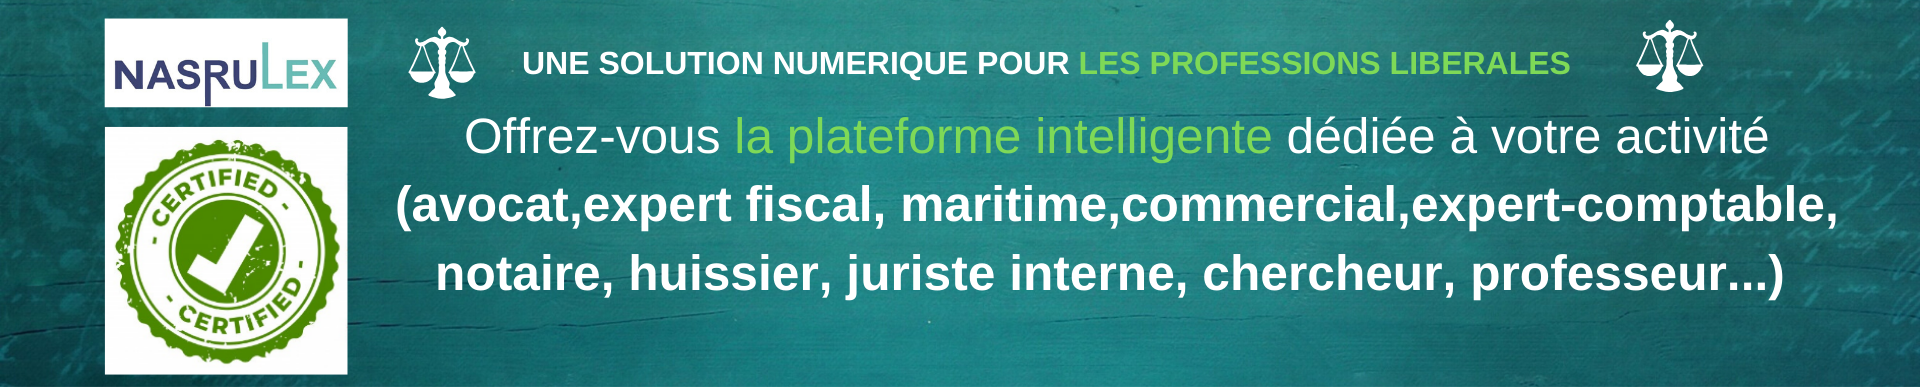 NASRULEX
CERTIFIED
CERTIFIED
UNE SOLUTION NUMERIQUE POUR LES PROFESSIONS LIBERALES
Offrez-vous la plateforme intelligente dédiée à votre activité
(avocat,expert fiscal, maritime,commercial,expert-comptable,
notaire, huissier, juriste interne, chercheur, professeur...)